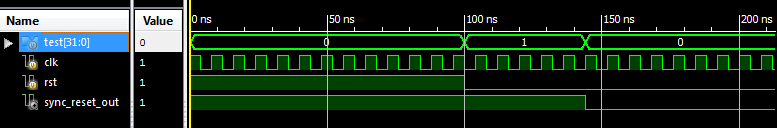 Name Value 0 ns 50 ns 100 ns 150 ns 200 ns
test[31:0] 0 0 1 0
clk 1
rst 1
sync_reset_out 1